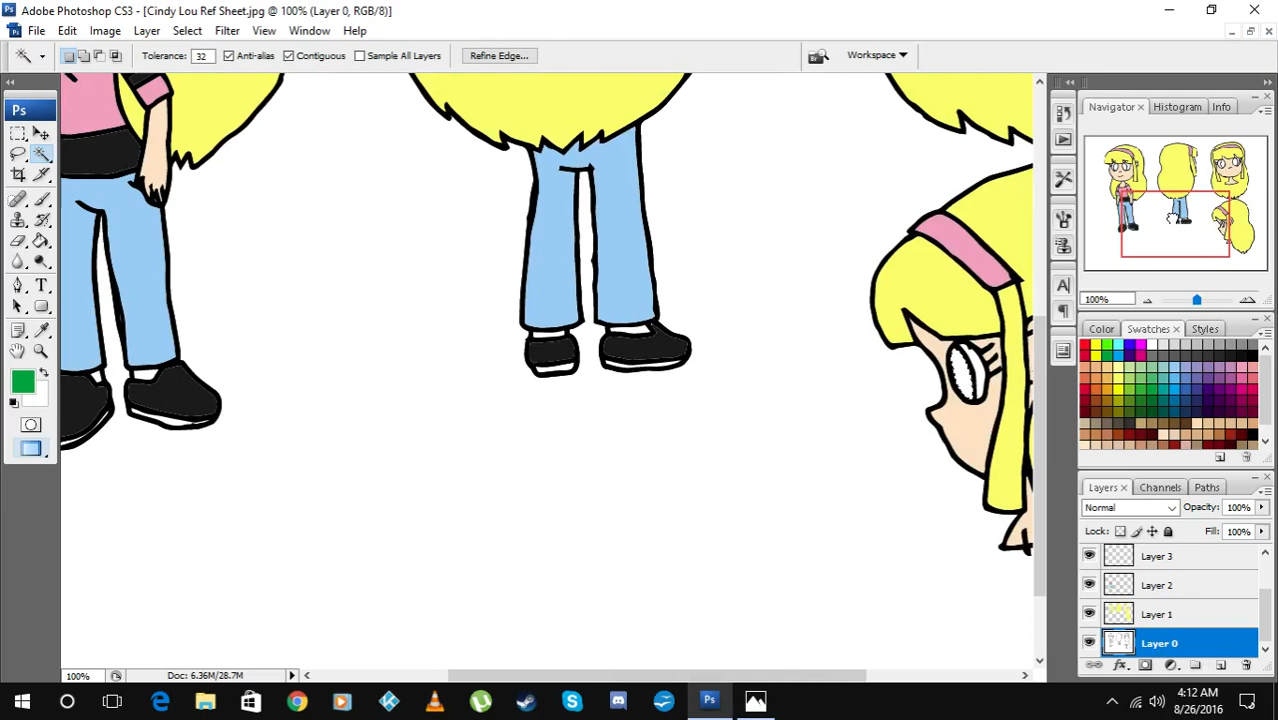 Adobe Photoshop CS3 - [Cindy Lou Ref Sheet.jpg @ 100% (Layer 0, RGB/8)]
File Edit Image Layer Select Filter View Window Help
Tolerance: 32 Anti-alias Contiguous Sample All Layers Refine Edge... Br Workspace
Ps
Navigator Histogram Info
100%
Color Swatches Styles
Layers Channels Paths
Normal Opacity: 100%
Lock: Fill: 100%
Layer 3
Layer 2
Layer 1
Layer 0
100% Doc: 6.36M/28.7M
4:12 AM
8/26/2016